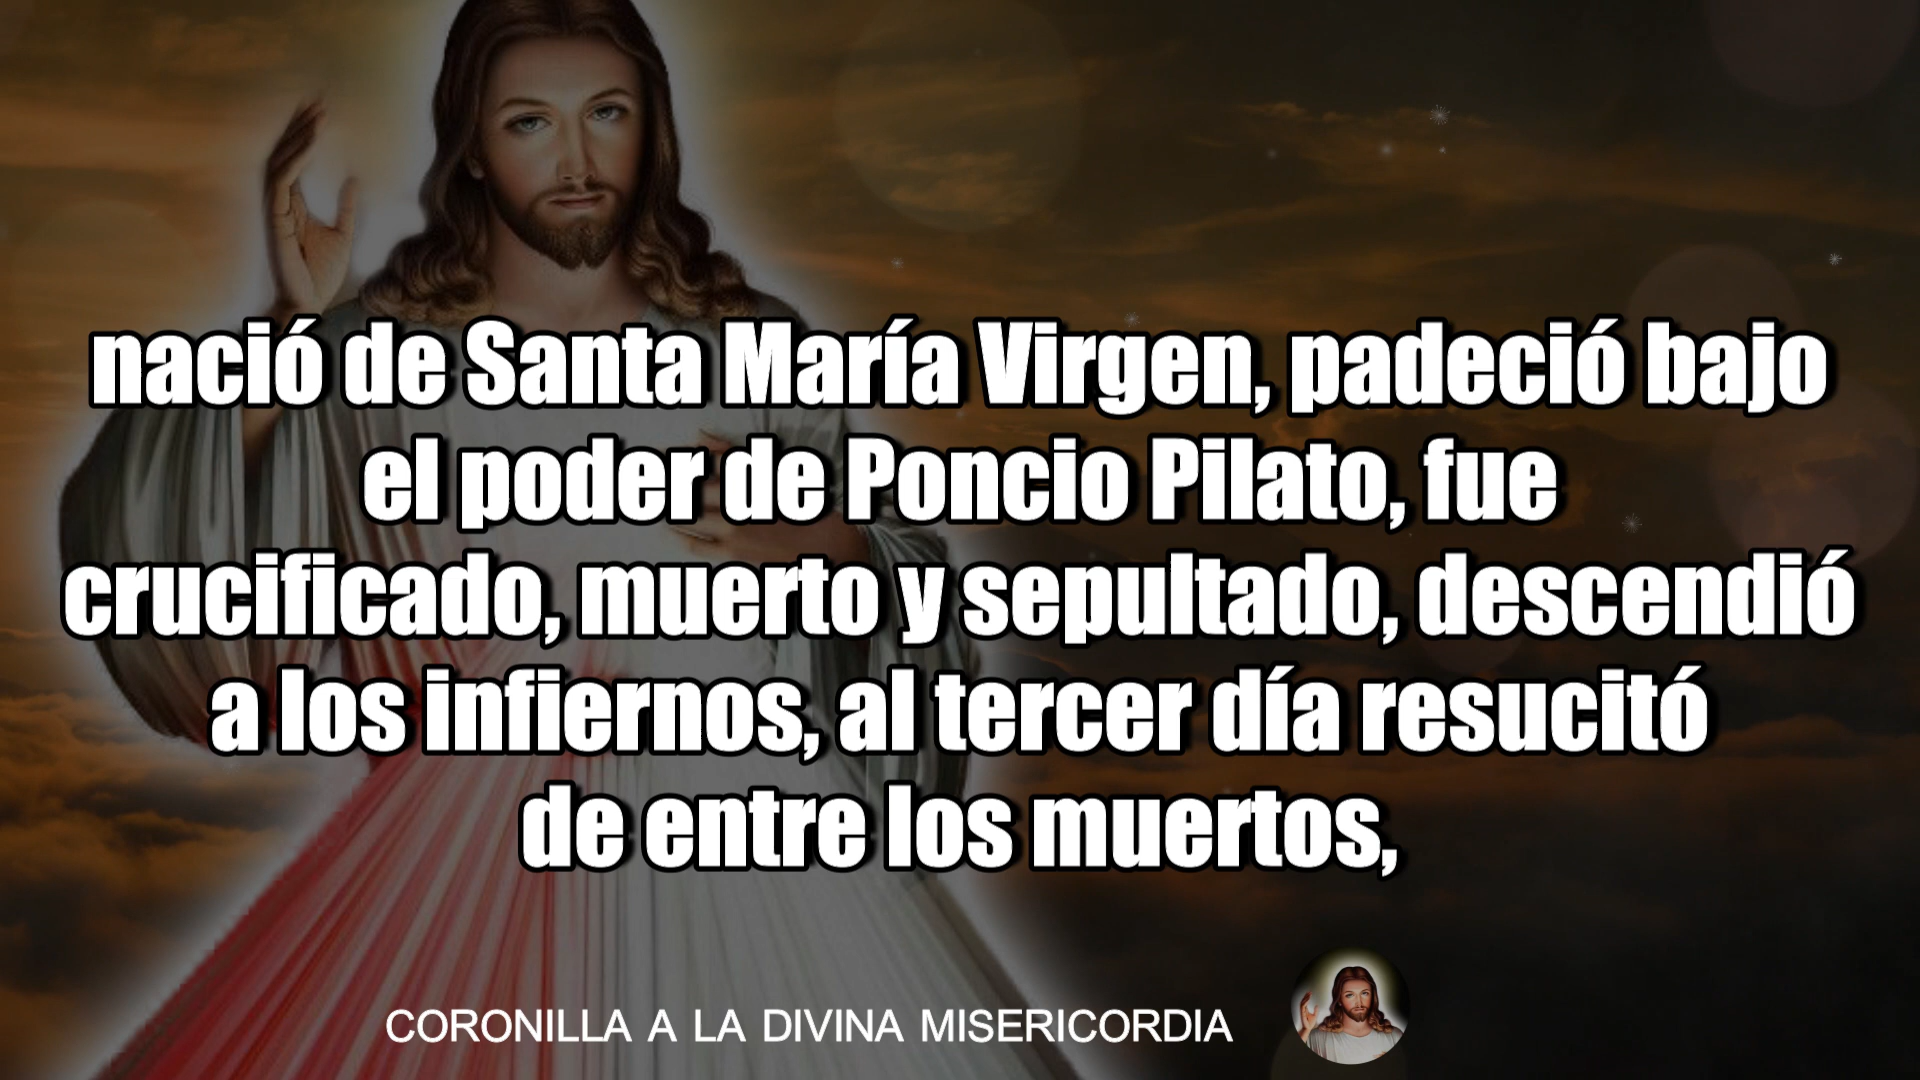 nació de Santa María Virgen, padeció bajo
el poder de Poncio Pilato, fue
crucificado, muerto y sepultado, descendió
a los infiernos, al tercer día resucitó
de entre los muertos,
CORONILLA A LA DIVINA MISERICORDIA